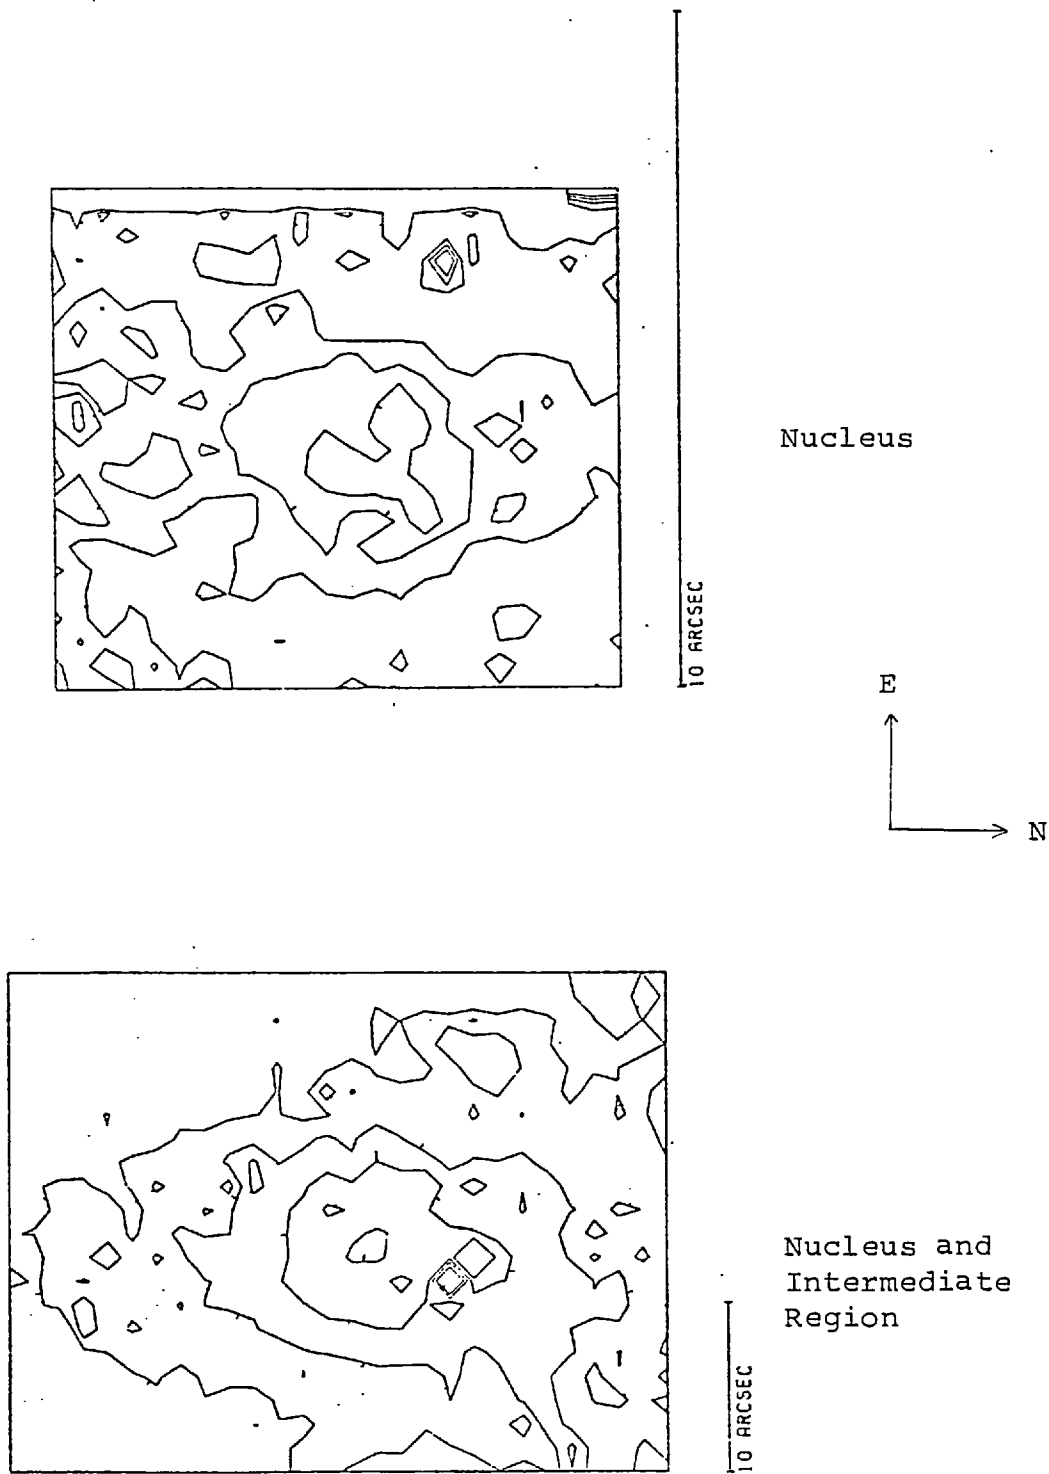 Nucleus
10 ARCSEC
E
N
Nucleus and
Intermediate
Region
10 ARCSEC